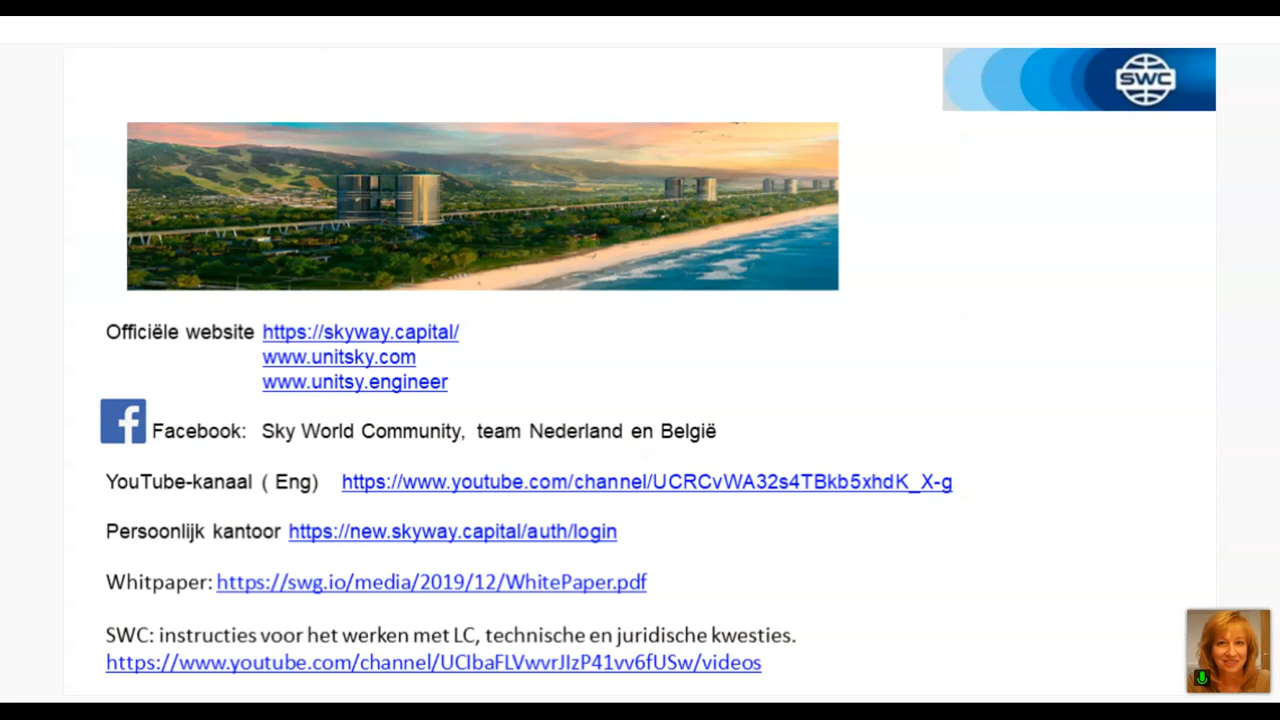 SWC
Officiële website https://skyway.capital/
www.unitsky.com
www.unitsy.engineer
Facebook: Sky World Community, team Nederland en België
YouTube-kanaal ( Eng) https://www.youtube.com/channel/UCRCvWA32s4TBkb5xhdK_X-g
Persoonlijk kantoor https://new.skyway.capital/auth/login
Whitpaper: https://swg.io/media/2019/12/WhitePaper.pdf
SWC: instructies voor het werken met LC, technische en juridische kwesties.
https://www.youtube.com/channel/UCIbaFLVwvrJIzP41vv6fUSw/videos